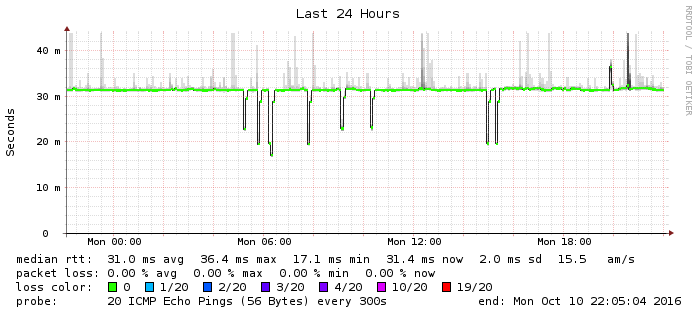 Last 24 Hours
RRDTOOL / TOBI OETIKER
Seconds
40 m
30 m
20 m
10 m
0
Mon 00:00 Mon 06:00 Mon 12:00 Mon 18:00
median rtt: 31.0 ms avg 36.4 ms max 17.1 ms min 31.4 ms now 2.0 ms sd 15.5 am/s
packet loss: 0.00 % avg 0.00 % max 0.00 % min 0.00 % now
loss color: 0 1/20 2/20 3/20 4/20 10/20 19/20
probe: 20 ICMP Echo Pings (56 Bytes) every 300s end: Mon Oct 10 22:05:04 2016